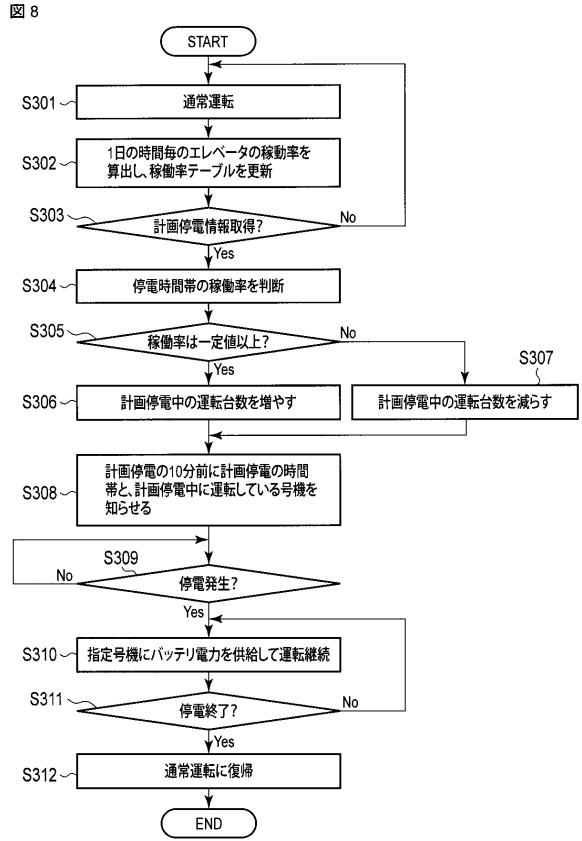 図 8
START
S301
通常運転
S302
1日の時間毎のエレベータの稼動率を
算出し、稼働率テーブルを更新
S303
計画停電情報取得?
No
Yes
S304
停電時間帯の稼働率を判断
S305
稼働率は一定値以上?
No
Yes
S307
S306
計画停電中の運転台数を増やす
計画停電中の運転台数を減らす
S308
計画停電の10分前に計画停電の時間
帯と、計画停電中に運転している号機を
知らせる
S309
停電発生?
No
Yes
S310
指定号機にバッテリ電力を供給して運転継続
S311
停電終了?
No
Yes
S312
通常運転に復帰
END